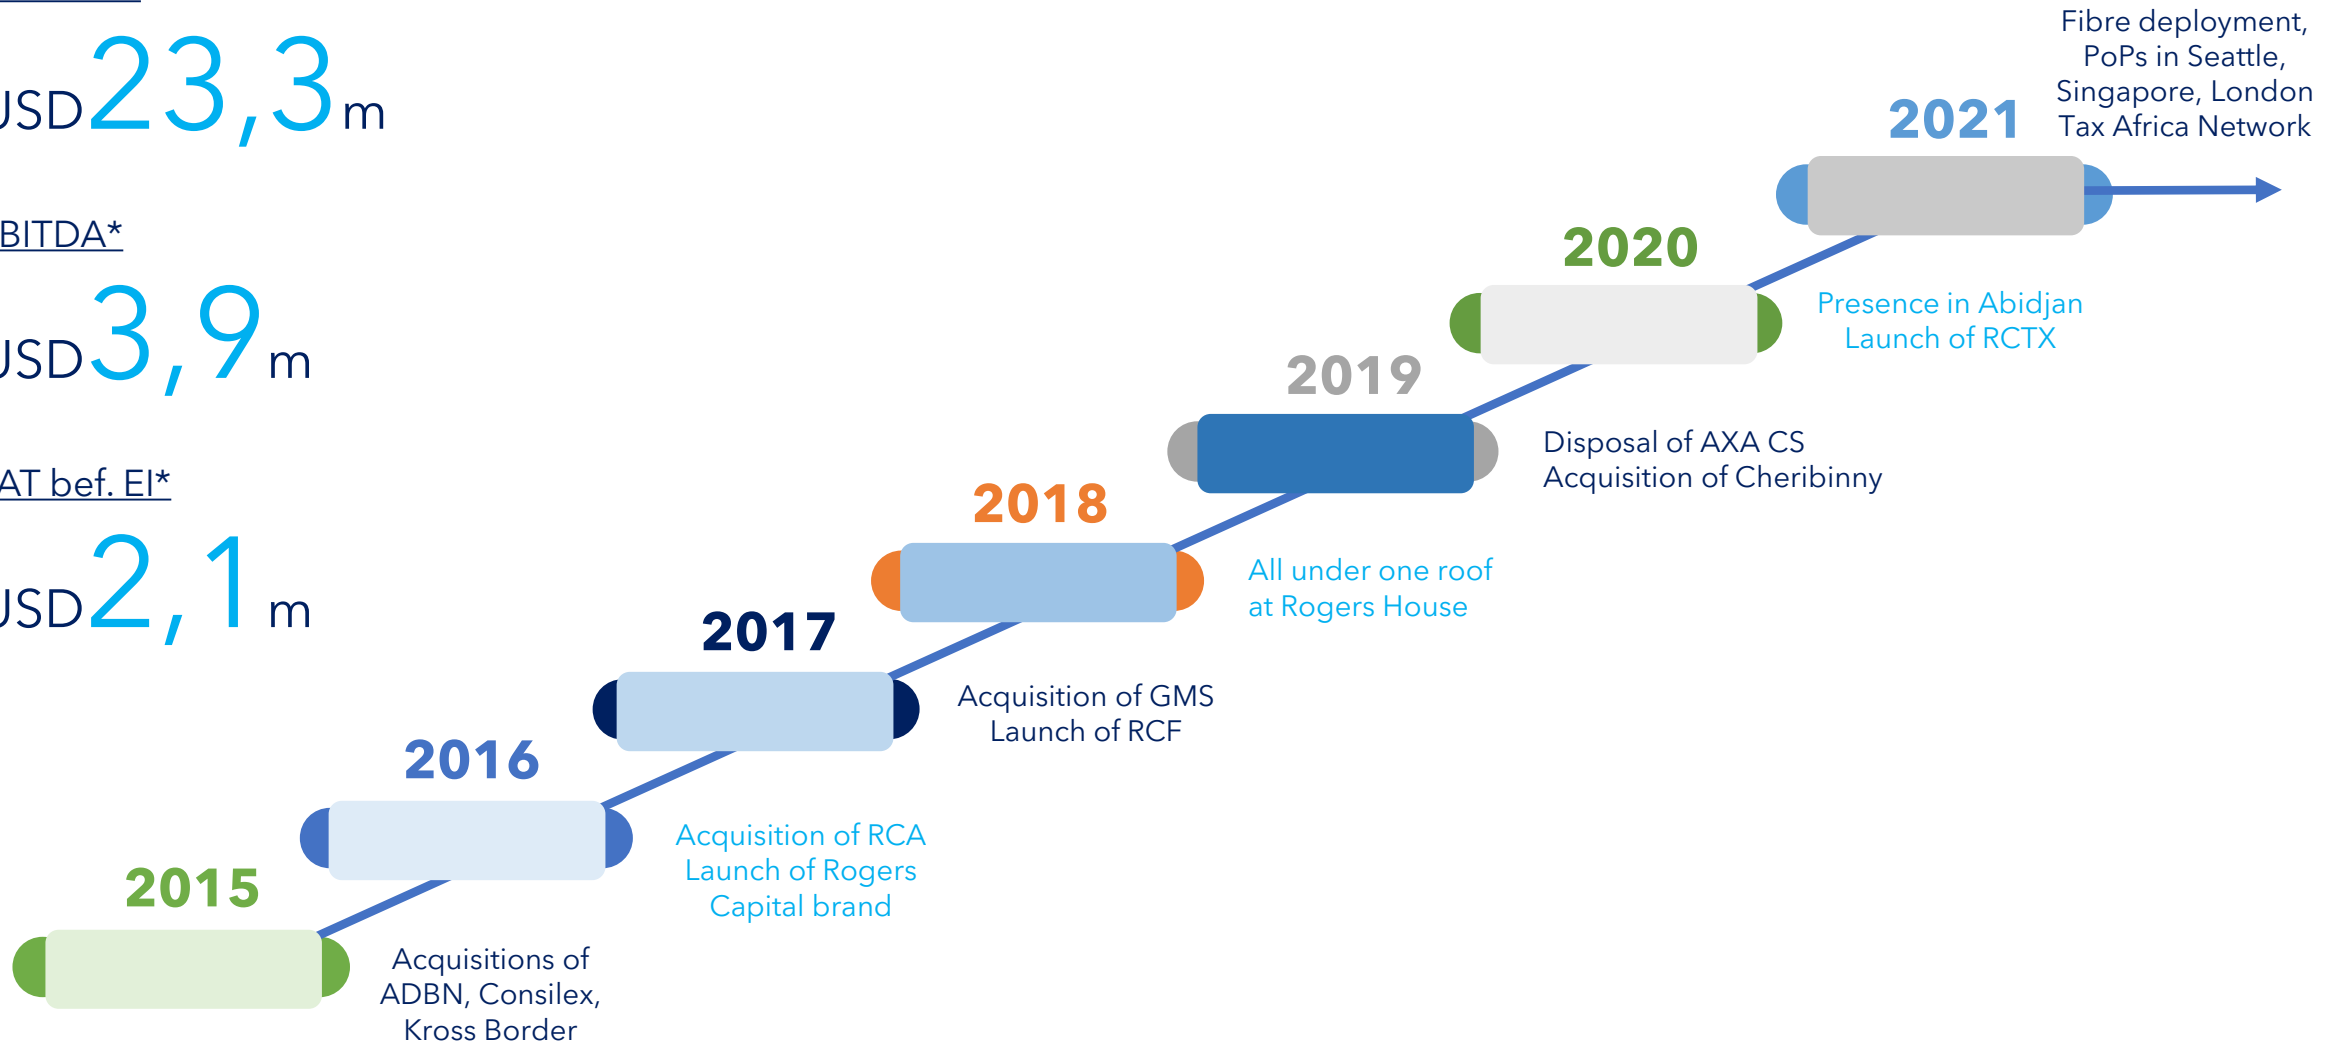 USD23,3m
BITDA*
USD3,9m
AT bef. EI*
USD2,1m
2015
Acquisitions of
ADBN, Consilex,
Kross Border
2016
Acquisition of RCA
Launch of Rogers
Capital brand
2017
Acquisition of GMS
Launch of RCF
2018
All under one roof
at Rogers House
2019
Disposal of AXA CS
Acquisition of Cheribinny
2020
Presence in Abidjan
Launch of RCTX
2021
Fibre deployment,
PoPs in Seattle,
Singapore, London
Tax Africa Network